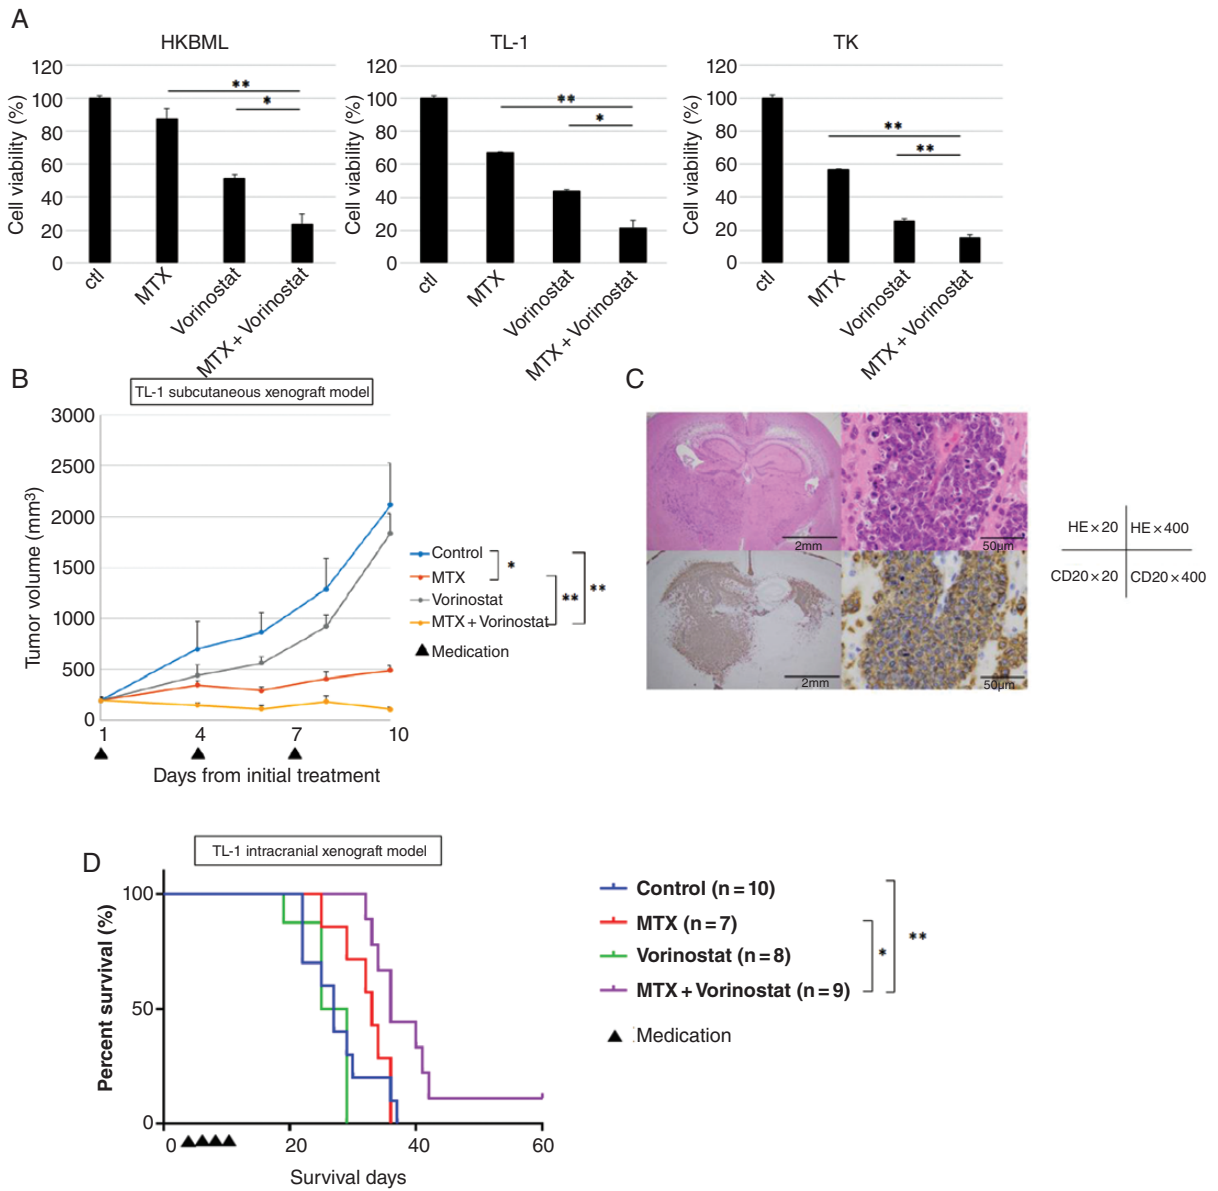 A
HKBML
TL-1
TK
Cell viability (%)
120
100
80
60
40
20
0
**
*
ctl
MTX
Vorinostat
MTX + Vorinostat
Cell viability (%)
120
100
80
60
40
20
0
**
*
ctl
MTX
Vorinostat
MTX + Vorinostat
Cell viability (%)
120
100
80
60
40
20
0
**
**
ctl
MTX
Vorinostat
MTX + Vorinostat
B
TL-1 subcutaneous xenograft model
Tumor volume (mm³)
3000
2500
2000
1500
1000
500
0
1 4 7 10
Days from initial treatment
Control
MTX
Vorinostat
MTX + Vorinostat
▲ Medication
*
**
**
C
2mm
50µm
2mm
50µm
HE × 20 HE × 400
CD20 × 20 CD20 × 400
D
TL-1 intracranial xenograft model
Percent survival (%)
100
50
0
0 20 40 60
Survival days
Control (n = 10)
MTX (n = 7)
Vorinostat (n = 8)
MTX + Vorinostat (n = 9)
▲ Medication
*
**